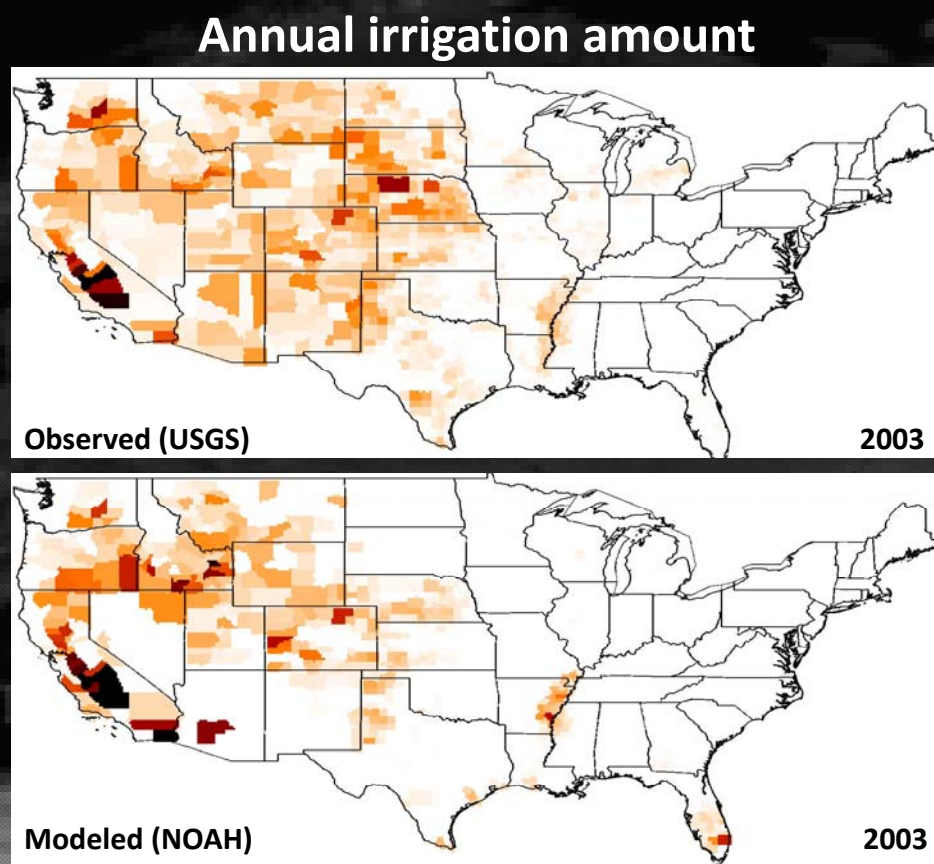 Annual irrigation amount
Observed (USGS)
2003
Modeled (NOAH)
2003